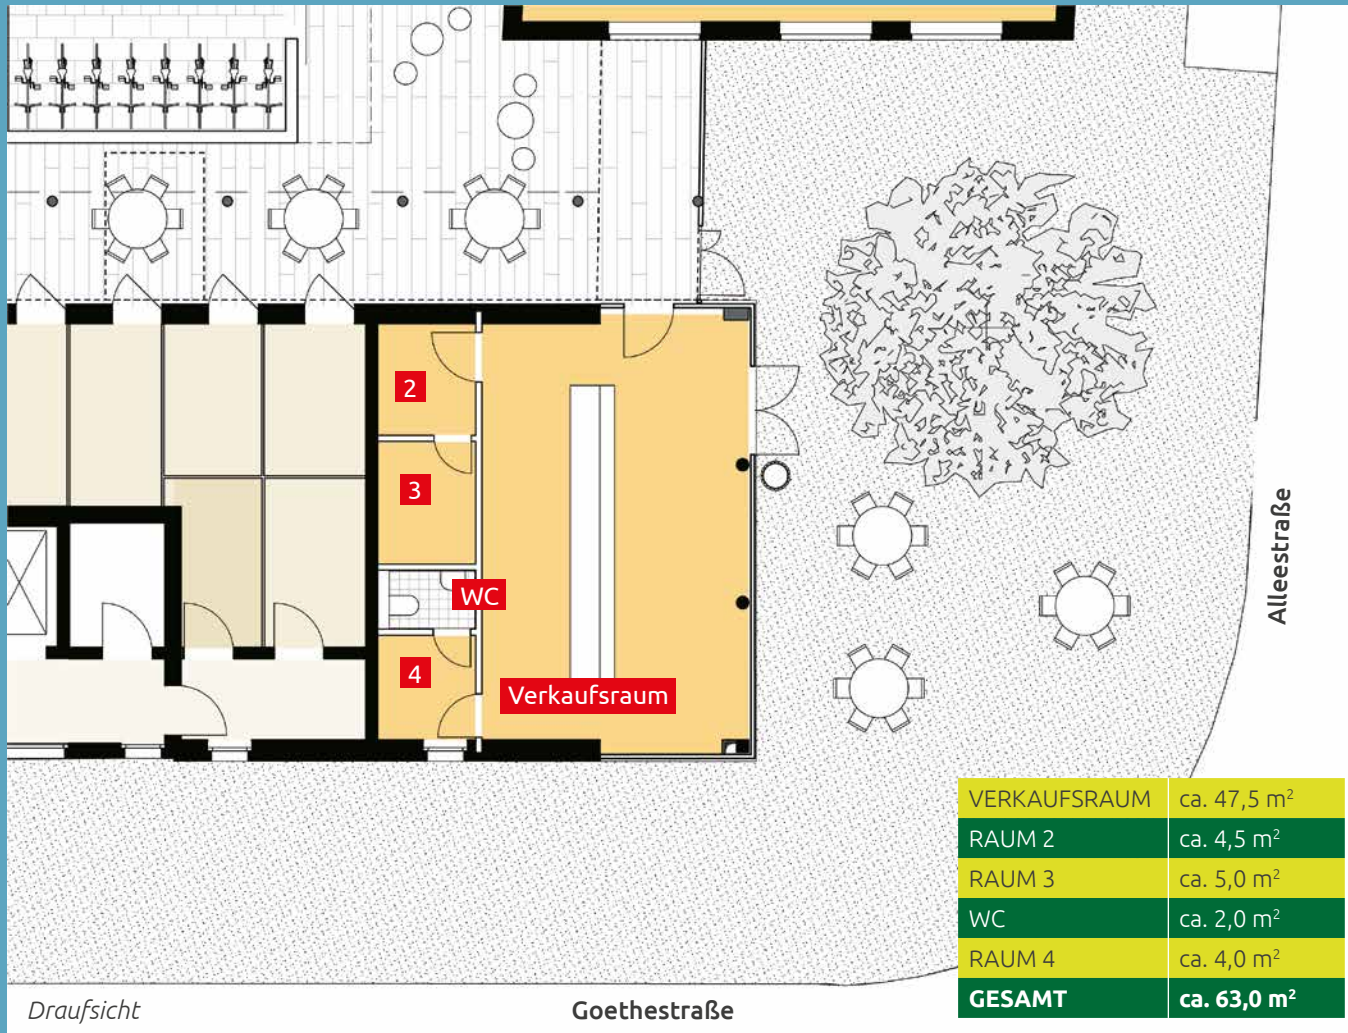 2
3
WC
4
Verkaufsraum
Alleestraße
VERKAUFSRAUM ca. 47,5 m²
RAUM 2 ca. 4,5 m²
RAUM 3 ca. 5,0 m²
WC ca. 2,0 m²
RAUM 4 ca. 4,0 m²
GESAMT ca. 63,0 m²
Draufsicht
Goethestraße